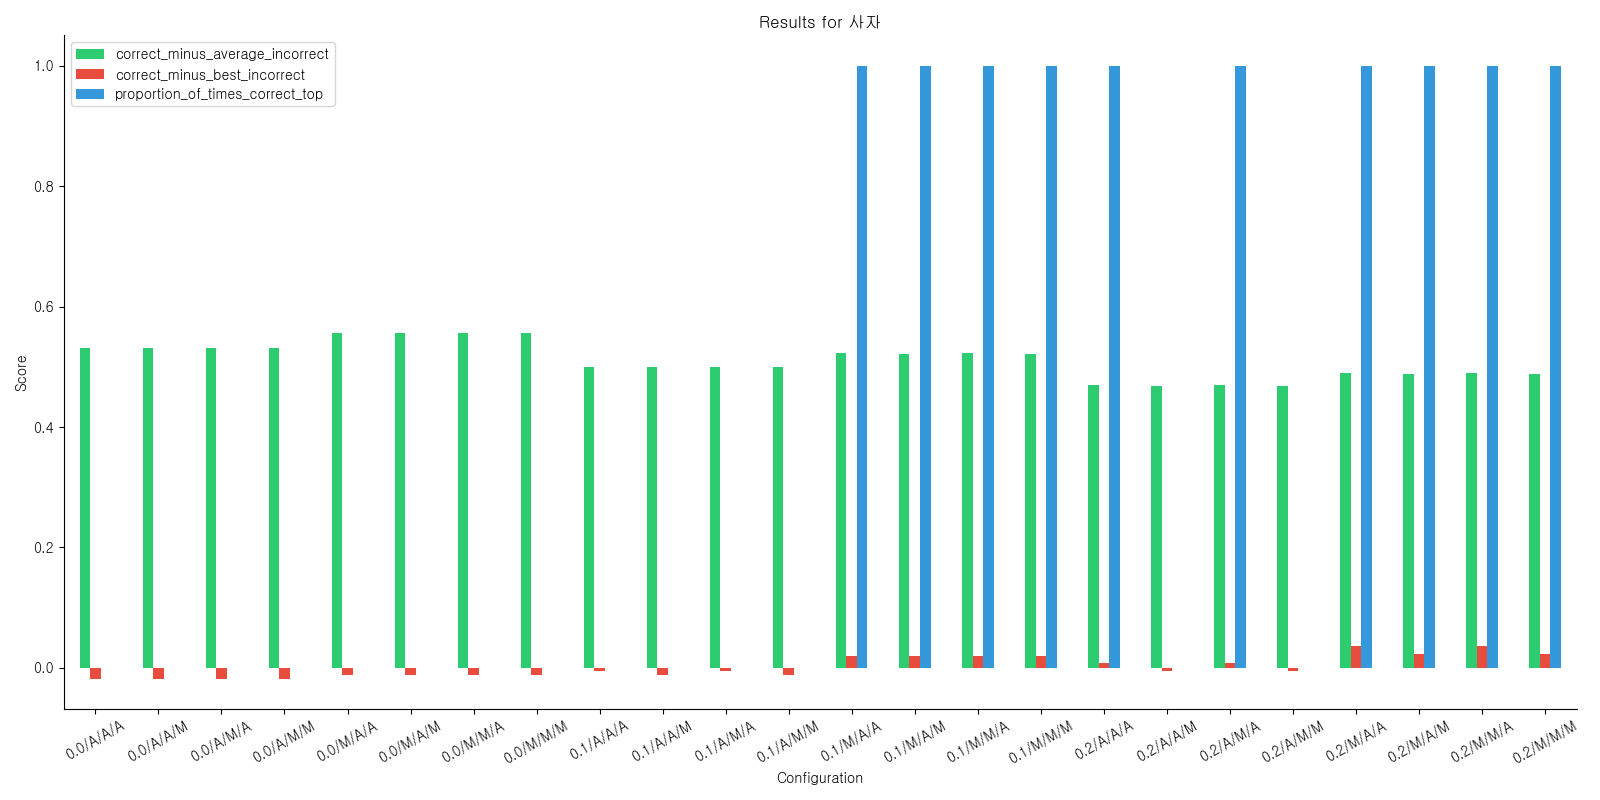 Results for 사자
correct_minus_average_incorrect
correct_minus_best_incorrect
proportion_of_times_correct_top
1.0
0.8
0.6
0.4
0.2
0.0
Score
0.0/A/A/A
0.0/A/A/M
0.0/A/M/A
0.0/A/M/M
0.0/M/A/A
0.0/M/A/M
0.0/M/M/A
0.0/M/M/M
0.1/A/A/A
0.1/A/A/M
0.1/A/M/A
0.1/A/M/M
0.1/M/A/A
0.1/M/A/M
0.1/M/M/A
0.1/M/M/M
0.2/A/A/A
0.2/A/A/M
0.2/A/M/A
0.2/A/M/M
0.2/M/A/A
0.2/M/A/M
0.2/M/M/A
0.2/M/M/M
Configuration